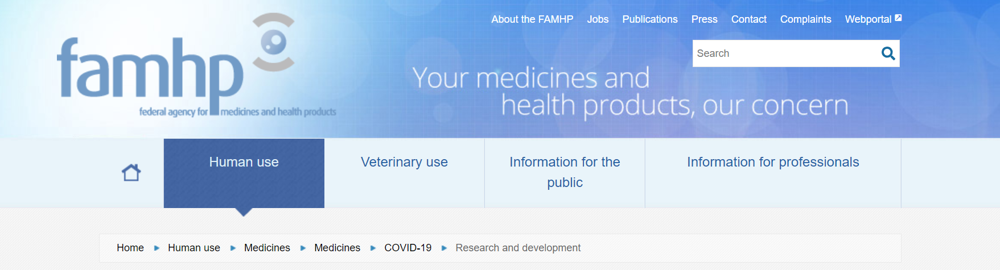 About the FAMHP Jobs Publications Press Contact Complaints Webportal
Search
famhp
federal agency for medicines and health products
Your medicines and
health products, our concern
Human use
Veterinary use
Information for the
public
Information for professionals
Home Human use Medicines Medicines COVID-19 Research and development